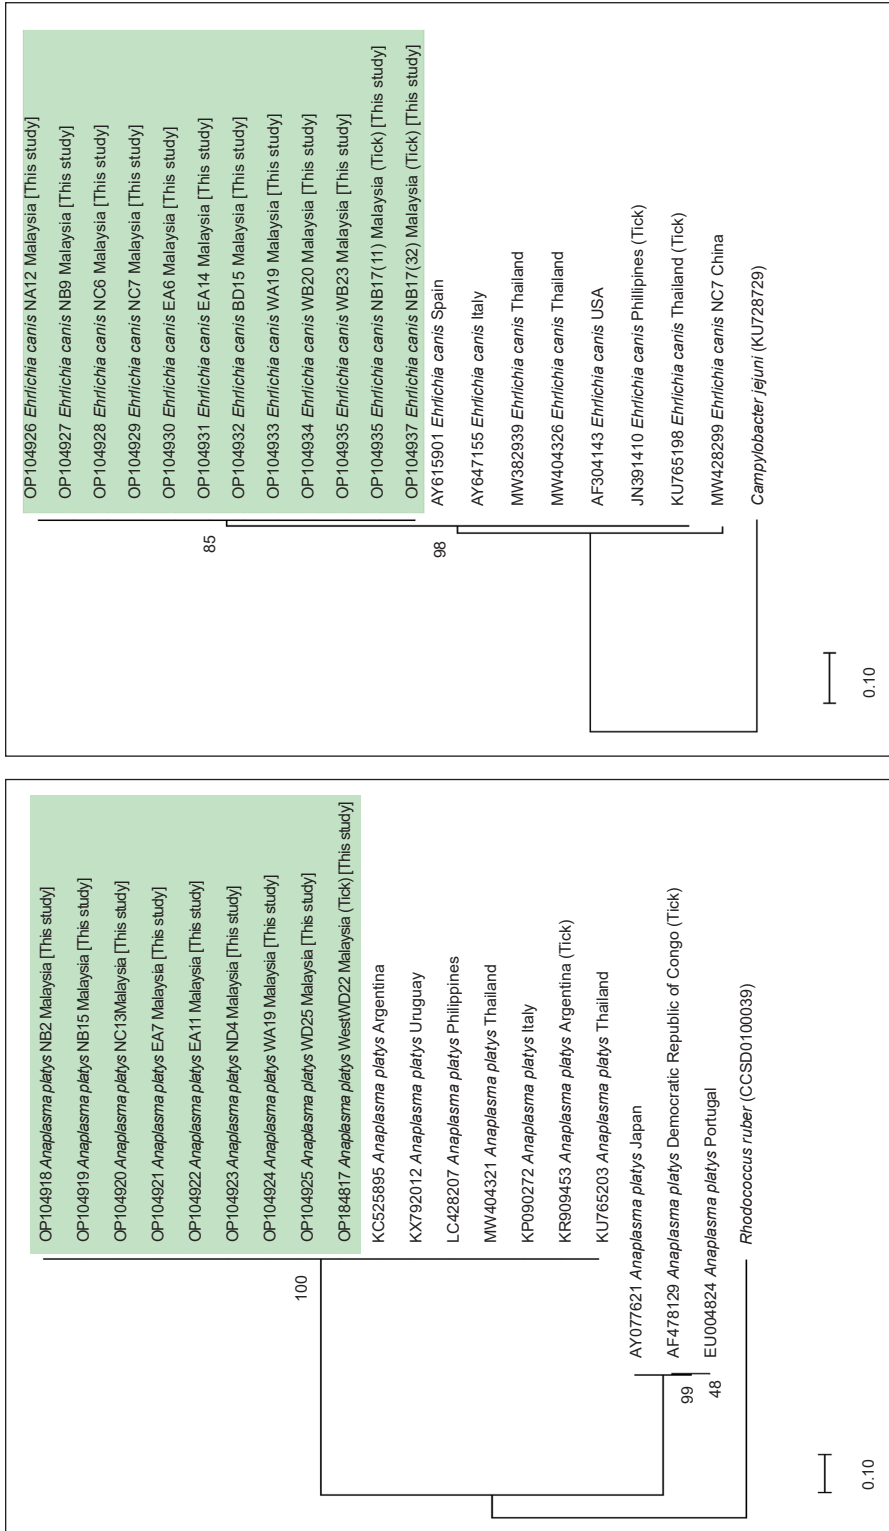 OP104918 Anaplasma platys NB2 Malaysia [This study]
OP104919 Anaplasma platys NB15 Malaysia [This study]
OP104920 Anaplasma platys NC13Malaysia [This study]
OP104921 Anaplasma platys EA7 Malaysia [This study]
OP104922 Anaplasma platys EA11 Malaysia [This study]
OP104923 Anaplasma platys ND4 Malaysia [This study]
OP104924 Anaplasma platys WA19 Malaysia [This study]
OP104925 Anaplasma platys WD25 Malaysia [This study]
OP184817 Anaplasma platys WestWD22 Malaysia (Tick) [This study]
KC525895 Anaplasma platys Argentina
KX792012 Anaplasma platys Uruguay
LC428207 Anaplasma platys Philippines
MW404321 Anaplasma platys Thailand
KP090272 Anaplasma platys Italy
KR909453 Anaplasma platys Argentina (Tick)
KU765203 Anaplasma platys Thailand
AY077621 Anaplasma platys Japan
AF478129 Anaplasma platys Democratic Republic of Congo (Tick)
EU004824 Anaplasma platys Portugal
Rhodococcus ruber (CCSD0100039)
100
99
48
0.10
OP104926 Ehrlichia canis NA12 Malaysia [This study]
OP104927 Ehrlichia canis NB9 Malaysia [This study]
OP104928 Ehrlichia canis NC6 Malaysia [This study]
OP104929 Ehrlichia canis NC7 Malaysia [This study]
OP104930 Ehrlichia canis EA6 Malaysia [This study]
OP104931 Ehrlichia canis EA14 Malaysia [This study]
OP104932 Ehrlichia canis BD15 Malaysia [This study]
OP104933 Ehrlichia canis WA19 Malaysia [This study]
OP104934 Ehrlichia canis WB20 Malaysia [This study]
OP104935 Ehrlichia canis WB23 Malaysia [This study]
OP104935 Ehrlichia canis NB17(11) Malaysia (Tick) [This study]
OP104937 Ehrlichia canis NB17(32) Malaysia (Tick) [This study]
AY615901 Ehrlichia canis Spain
AY647155 Ehrlichia canis Italy
MW382939 Ehrlichia canis Thailand
MW404326 Ehrlichia canis Thailand
AF304143 Ehrlichia canis USA
JN391410 Ehrlichia canis Phillipines (Tick)
KU765198 Ehrlichia canis Thailand (Tick)
MW428299 Ehrlichia canis NC7 China
Campylobacter jejuni (KU728729)
85
98
0.10